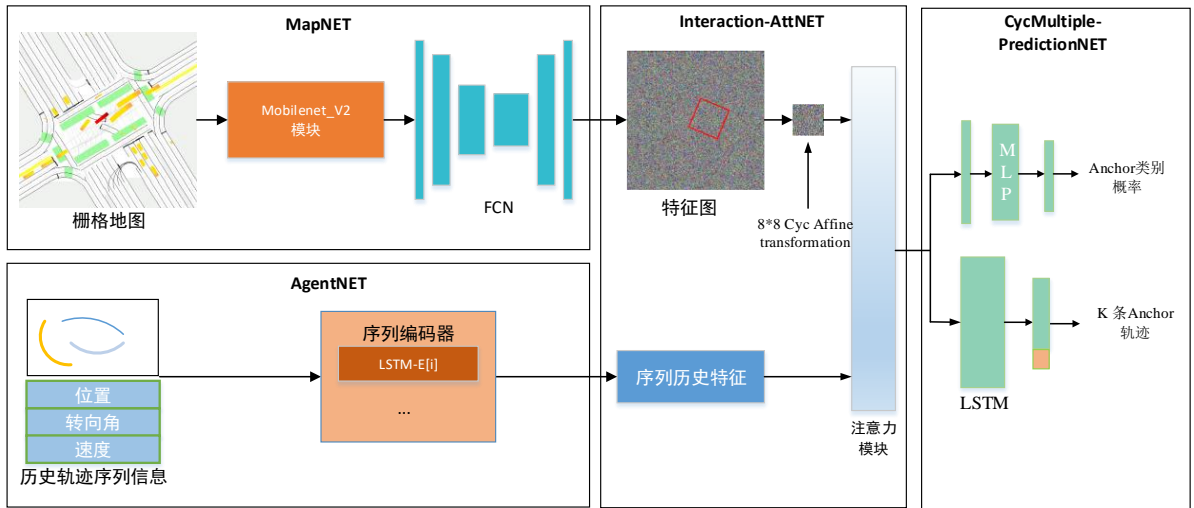 MapNET
Mobilenet_V2
模块
栅格地图
FCN
AgentNET
序列编码器
LSTM-E[i]
...
位置
转向角
速度
历史轨迹序列信息
Interaction-AttNET
特征图
8*8 Cyc Affine
transformation
序列历史特征
注意力
模块
CycMultiple-
PredictionNET
M
L
P
Anchor类别
概率
LSTM
K 条Anchor
轨迹